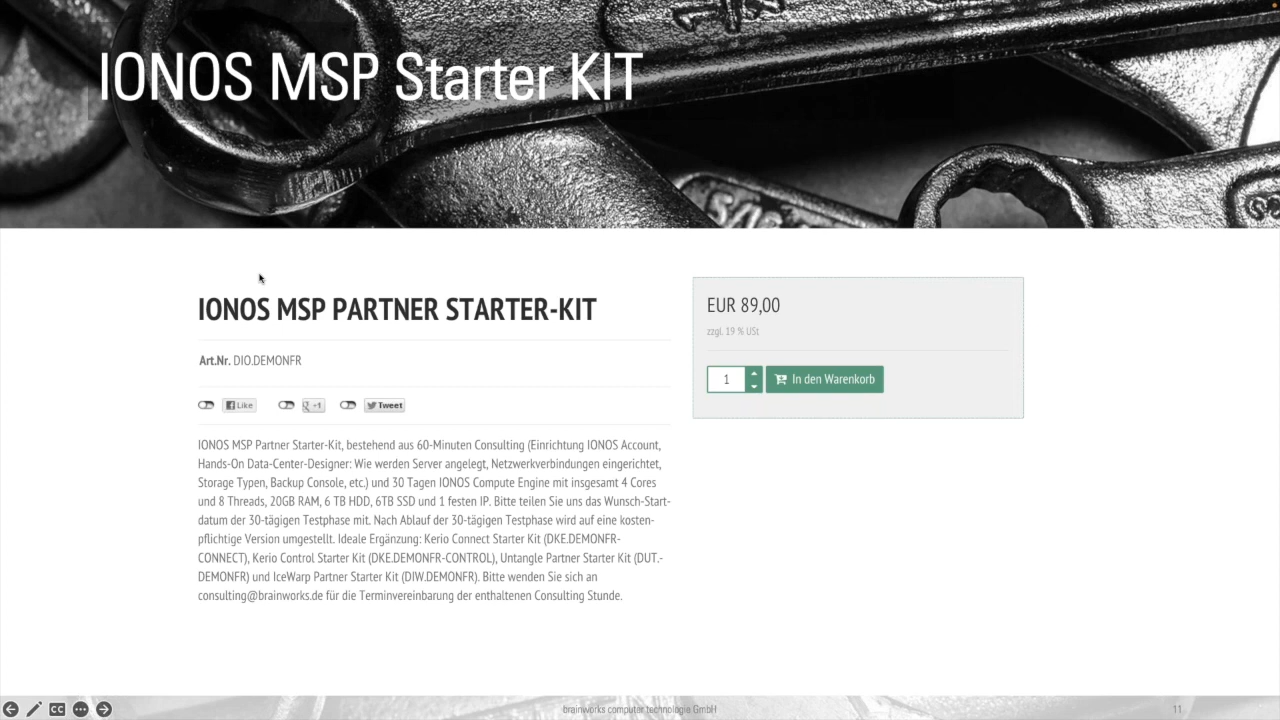 IONOS MSP Starter KIT
IONOS MSP PARTNER STARTER-KIT
Art.Nr. DIO.DEMONFR
Like
+1
Tweet
IONOS MSP Partner Starter-Kit, bestehend aus 60-Minuten Consulting (Einrichtung IONOS Account,
Hands-On Data-Center-Designer: Wie werden Server angelegt, Netzwerkverbindungen eingerichtet,
Storage Typen, Backup Console, etc.) und 30 Tagen IONOS Compute Engine mit insgesamt 4 Cores
und 8 Threads, 20GB RAM, 6 TB HDD, 6TB SSD und 1 festen IP. Bitte teilen Sie uns das Wunsch-Start-
datum der 30-tägigen Testphase mit. Nach Ablauf der 30-tägigen Testphase wird auf eine kosten-
pflichtige Version umgestellt. Ideale Ergänzung: Kerio Connect Starter Kit (DKE.DEMONFR-
CONNECT), Kerio Control Starter Kit (DKE.DEMONFR-CONTROL), Untangle Partner Starter Kit (DUT.-
DEMONFR) und IceWarp Partner Starter Kit (DIW.DEMONFR). Bitte wenden Sie sich an
consulting@brainworks.de für die Terminvereinbarung der enthaltenen Consulting Stunde.
EUR 89,00
zzgl. 19 % USt
1
In den Warenkorb
CC
brainworks computer technologie GmbH
11